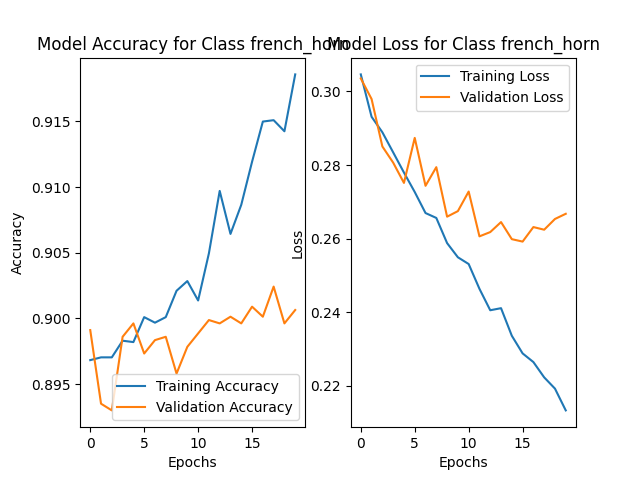 Model Accuracy for Class french_horn
Accuracy
0.915
0.910
0.905
0.900
0.895
Training Accuracy
Validation Accuracy
0
5
10
15
Epochs
Model Loss for Class french_horn
Loss
0.30
0.28
0.26
0.24
0.22
Training Loss
Validation Loss
0
5
10
15
Epochs